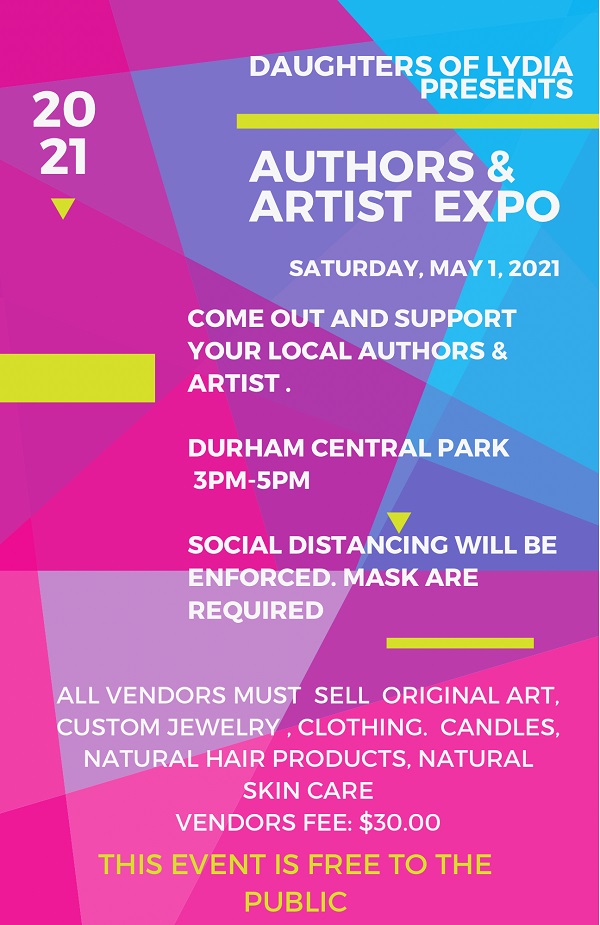 20
21
DAUGHTERS OF LYDIA
PRESENTS
AUTHORS &
ARTIST EXPO
SATURDAY, MAY 1, 2021
COME OUT AND SUPPORT
YOUR LOCAL AUTHORS &
ARTIST .
DURHAM CENTRAL PARK
3PM-5PM
SOCIAL DISTANCING WILL BE
ENFORCED. MASK ARE
REQUIRED
ALL VENDORS MUST SELL ORIGINAL ART,
CUSTOM JEWELRY , CLOTHING. CANDLES,
NATURAL HAIR PRODUCTS, NATURAL
SKIN CARE
VENDORS FEE: $30.00
THIS EVENT IS FREE TO THE
PUBLIC